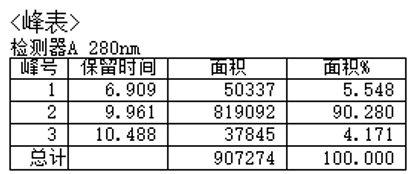 <峰表>
检测器A 280nm
峰号 保留时间 面积 面积%
1 6.909 50337 5.548
2 9.961 819092 90.280
3 10.488 37845 4.171
总计 907274 100.000